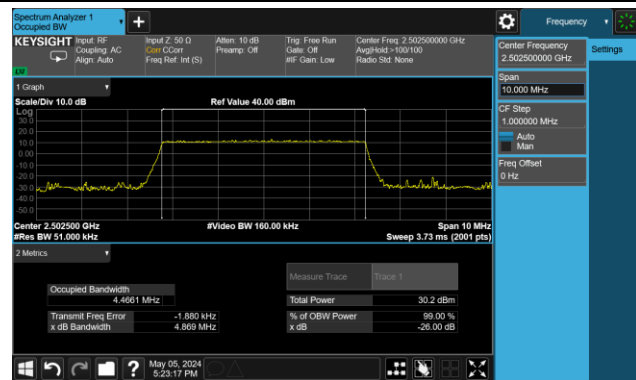 Spectrum Analyzer 1
Occupied BW
Frequency
KEYSIGHT
Input: RF
Coupling: AC
Align: Auto
Input Z: 50 Ω
Corr CCorr
Freq Ref: Int (S)
Atten: 10 dB
Preamp: Off
Trig: Free Run
Gate: Off
#IF Gain: Low
Center Freq: 2.502500000 GHz
Avg|Hold:>100/100
Radio Std: None
Center Frequency
2.502500000 GHz
Settings
Span
10.000 MHz
CF Step
1.000000 MHz
Auto
Man
Freq Offset
0 Hz
1 Graph
Scale/Div 10.0 dB
Ref Value 40.00 dBm
Log
30.0
20.0
10.0
0.00
-10.0
-20.0
-30.0
-40.0
-50.0
Center 2.502500 GHz
#Video BW 160.00 kHz
Span 10 MHz
#Res BW 51.000 kHz
Sweep 3.73 ms (2001 pts)
2 Metrics
Measure Trace
Trace 1
Occupied Bandwidth
4.4661 MHz
Total Power
30.2 dBm
Transmit Freq Error
-1.880 kHz
% of OBW Power
99.00 %
x dB Bandwidth
4.869 MHz
x dB
-26.00 dB
May 05, 2024
5:23:17 PM